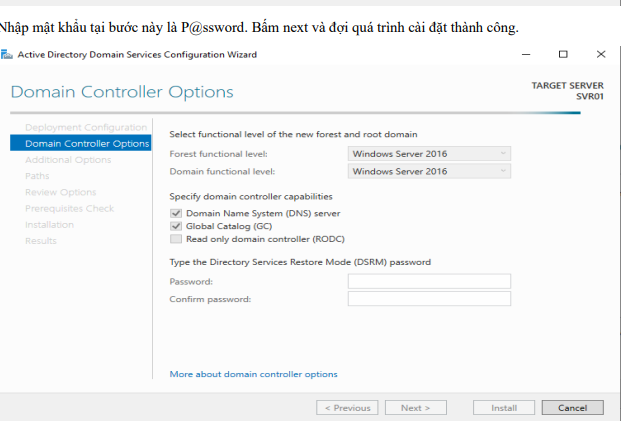 Nhập mật khẩu tại bước này là P@ssword. Bấm next và đợi quá trình cài đặt thành công.
Active Directory Domain Services Configuration Wizard
Domain Controller Options
TARGET SERVER
SVR01
Deployment Configuration
Domain Controller Options
Additional Options
Paths
Review Options
Prerequisites Check
Installation
Results
Select functional level of the new forest and root domain
Forest functional level: Windows Server 2016
Domain functional level: Windows Server 2016
Specify domain controller capabilities
Domain Name System (DNS) server
Global Catalog (GC)
Read only domain controller (RODC)
Type the Directory Services Restore Mode (DSRM) password
Password:
Confirm password:
More about domain controller options
< Previous Next > Install Cancel